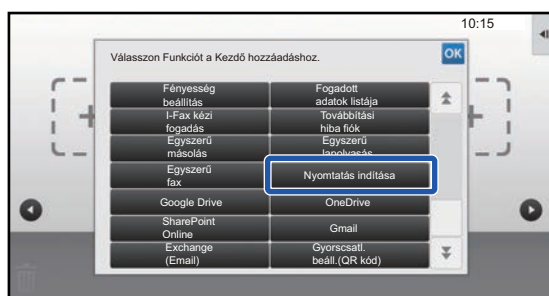 10:15
Válasszon Funkciót a Kezdő hozzáadáshoz.
OK
Fényesség
beállítás
Fogadott
adatok listája
I-Fax kézi
fogadás
Továbbítási
hiba fiók
Egyszerű
másolás
Egyszerű
lapolvasás
Egyszerű
fax
Nyomtatás indítása
Google Drive
OneDrive
SharePoint
Online
Gmail
Exchange
(Email)
Gyorscsatl.
beáll.(QR kód)